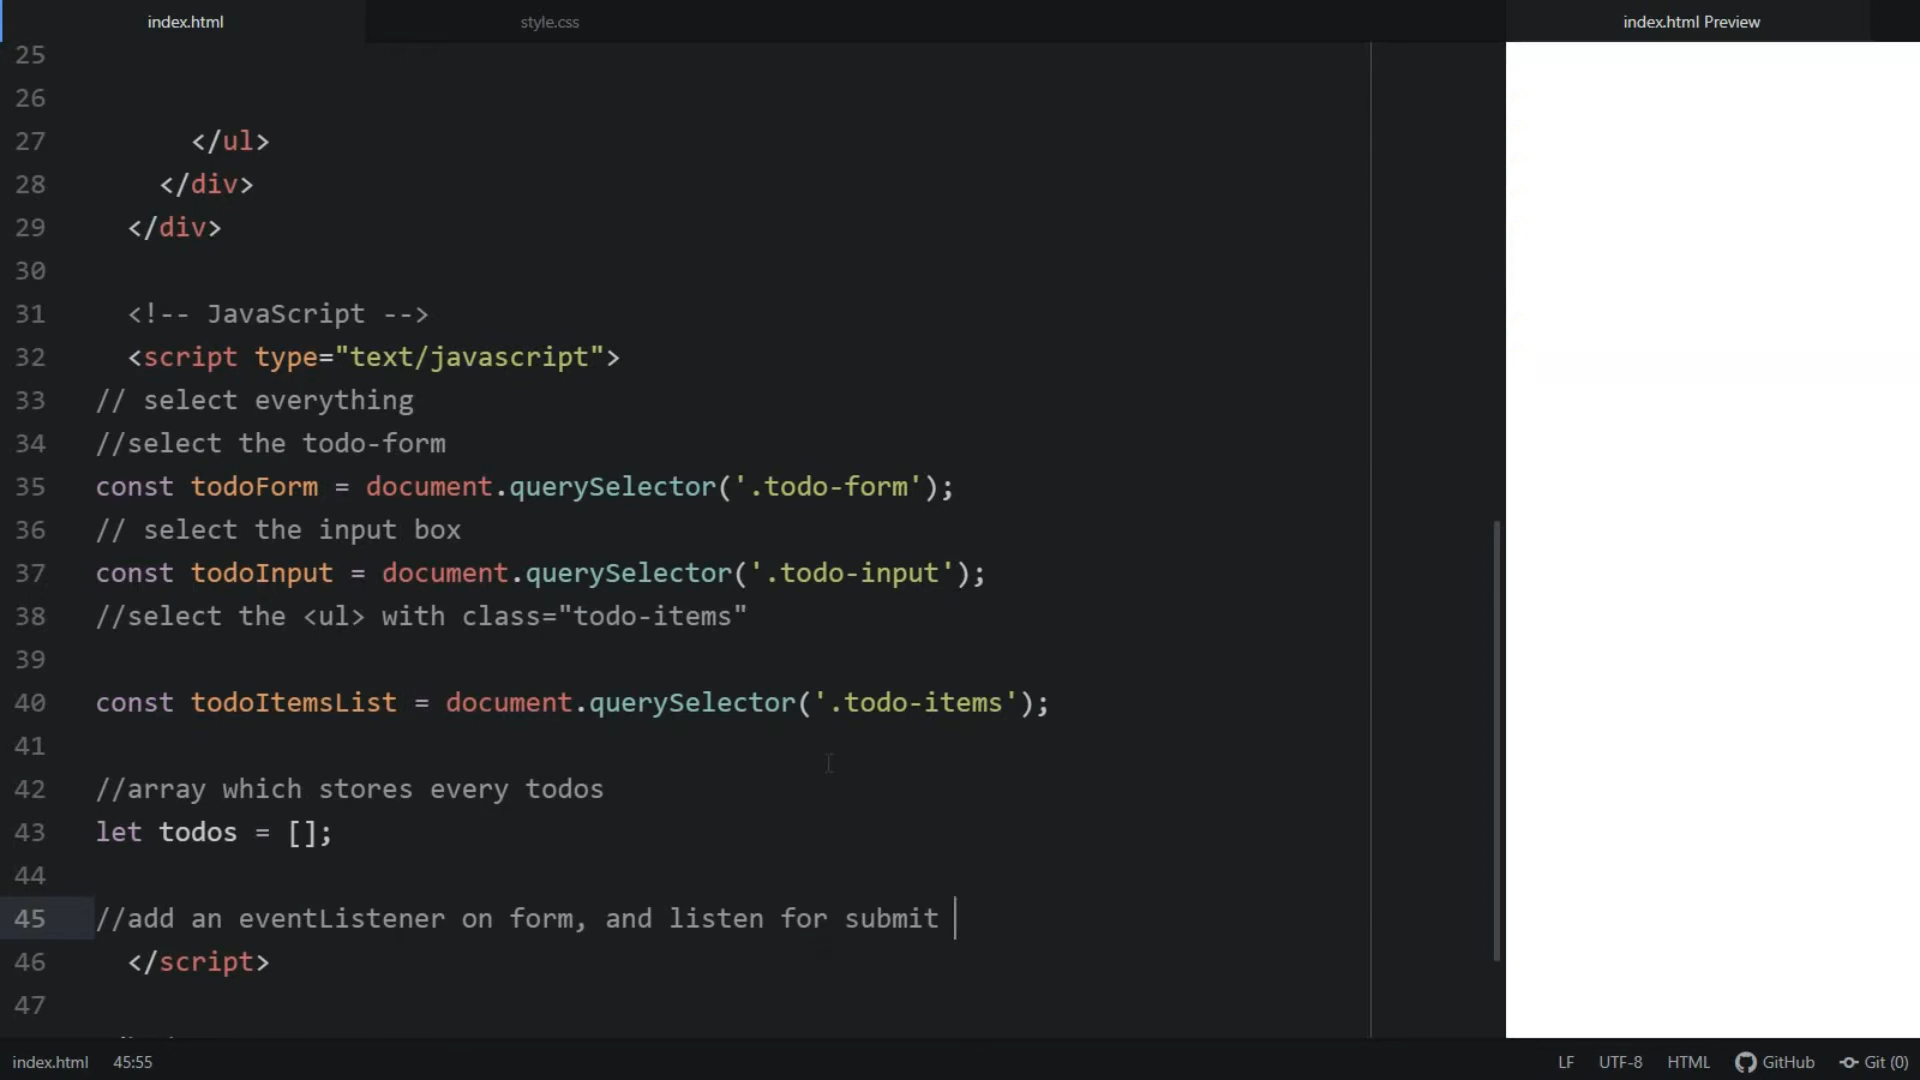 index.html
style.css
index.html Preview
25
26
27 </ul>
28 </div>
29 </div>
30
31 <!-- JavaScript -->
32 <script type="text/javascript">
33 // select everything
34 //select the todo-form
35 const todoForm = document.querySelector('.todo-form');
36 // select the input box
37 const todoInput = document.querySelector('.todo-input');
38 //select the <ul> with class="todo-items"
39
40 const todoItemsList = document.querySelector('.todo-items');
41
42 //array which stores every todos
43 let todos = [];
44
45 //add an eventListener on form, and listen for submit
46 </script>
47
index.html 45:55 LF UTF-8 HTML GitHub Git (0)